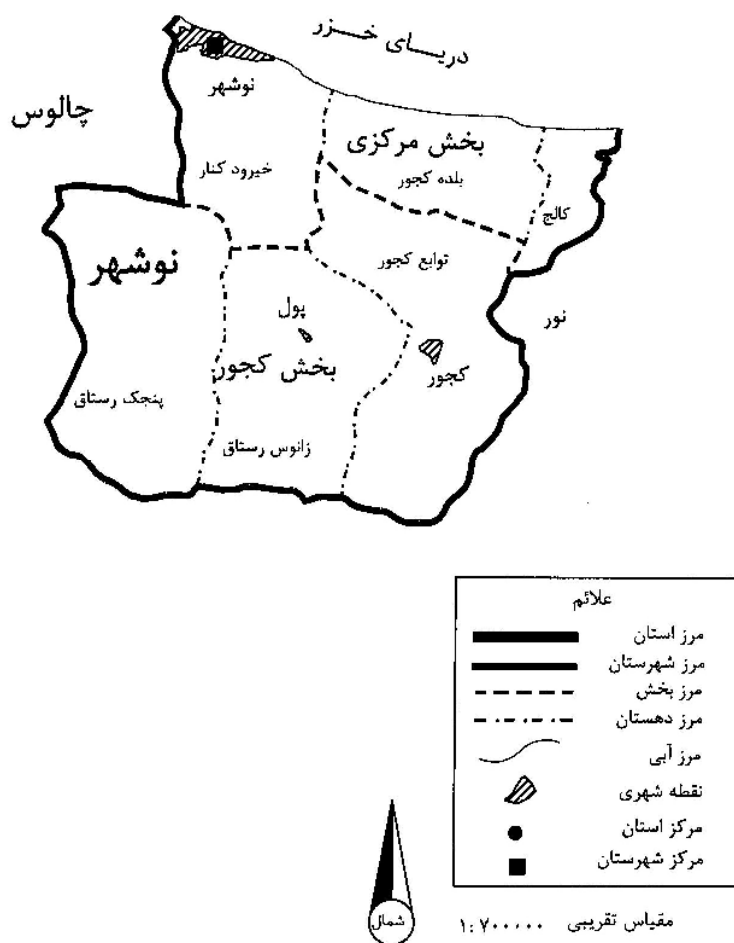 دریای خزر
چالوس
نوشهر
بخش مرکزی
خیرود کنار
بلده کجور
کالج
نوشهر
توابع کجور
پول
نور
بخش کجور
کجور
پنجک رستاق
زانوس رستاق
علائم
مرز استان
مرز شهرستان
مرز بخش
مرز دهستان
مرز آبی
نقطه شهری
مرکز استان
مرکز شهرستان
شمال
مقیاس تقریبی ۱:۷۰۰۰۰۰